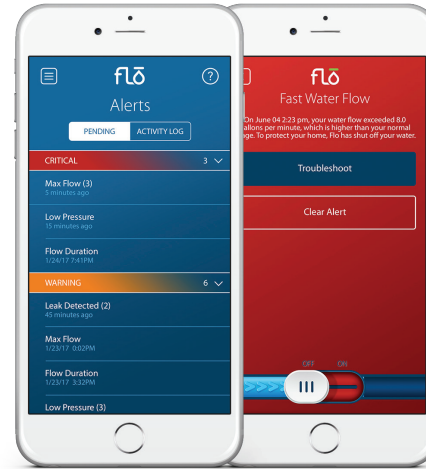 flō
?
Alerts
PENDING
ACTIVITY LOG
CRITICAL
3
Max Flow (3)
5 minutes ago
Low Pressure
15 minutes ago
Flow Duration
1/24/17 7:41PM
WARNING
6
Leak Detected (2)
45 minutes ago
Max Flow
1/23/17 0:02PM
Flow Duration
1/23/17 3:32PM
Low Pressure (3)
flō
Fast Water Flow
On June 04 2:23 pm, your water flow exceeded 8.0
allons per minute, which is higher than your normal
ge. To protect your home, Flo has shut off your water.
Troubleshoot
Clear Alert
OFF
ON